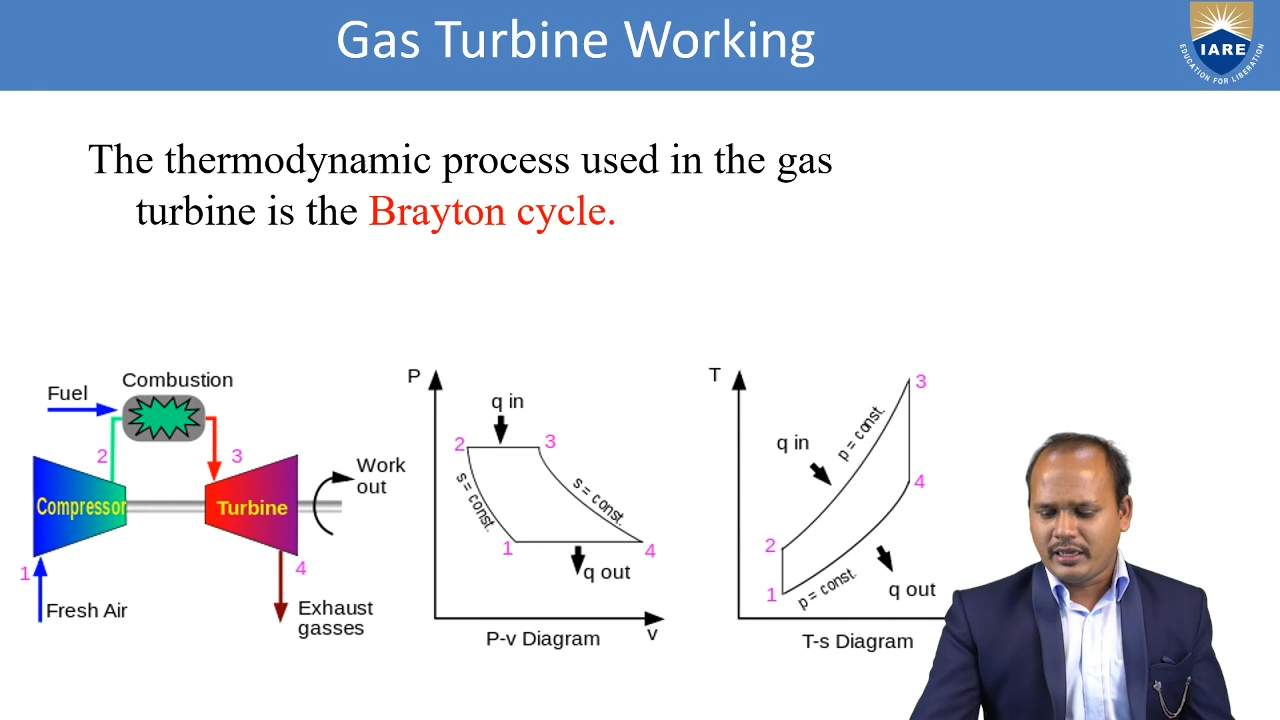 Gas Turbine Working
IARE
EDUCATION FOR LIBERATION
The thermodynamic process used in the gas
turbine is the Brayton cycle.
Fuel
Combustion
2
3
Compressor
Turbine
Work
out
1
Fresh Air
4
Exhaust
gasses
P
q in
2
3
s = const.
s = const.
1
4
q out
P-v Diagram
v
T
3
q in
p = const.
4
2
1
p = const.
q out
T-s Diagram